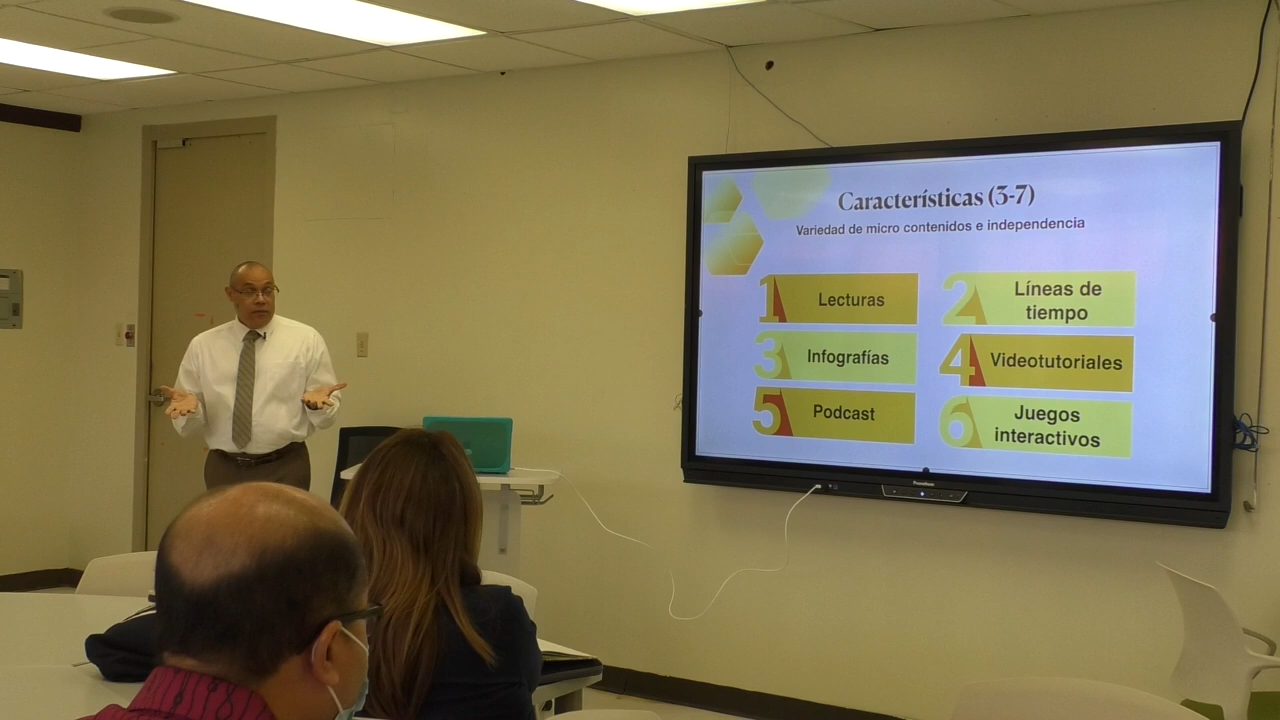 Características (3-7)
Variedad de micro contenidos e independencia
1 Lecturas
2 Líneas de
tiempo
3 Infografías
4 Videotutoriales
5 Podcast
6 Juegos
interactivos
Promethean